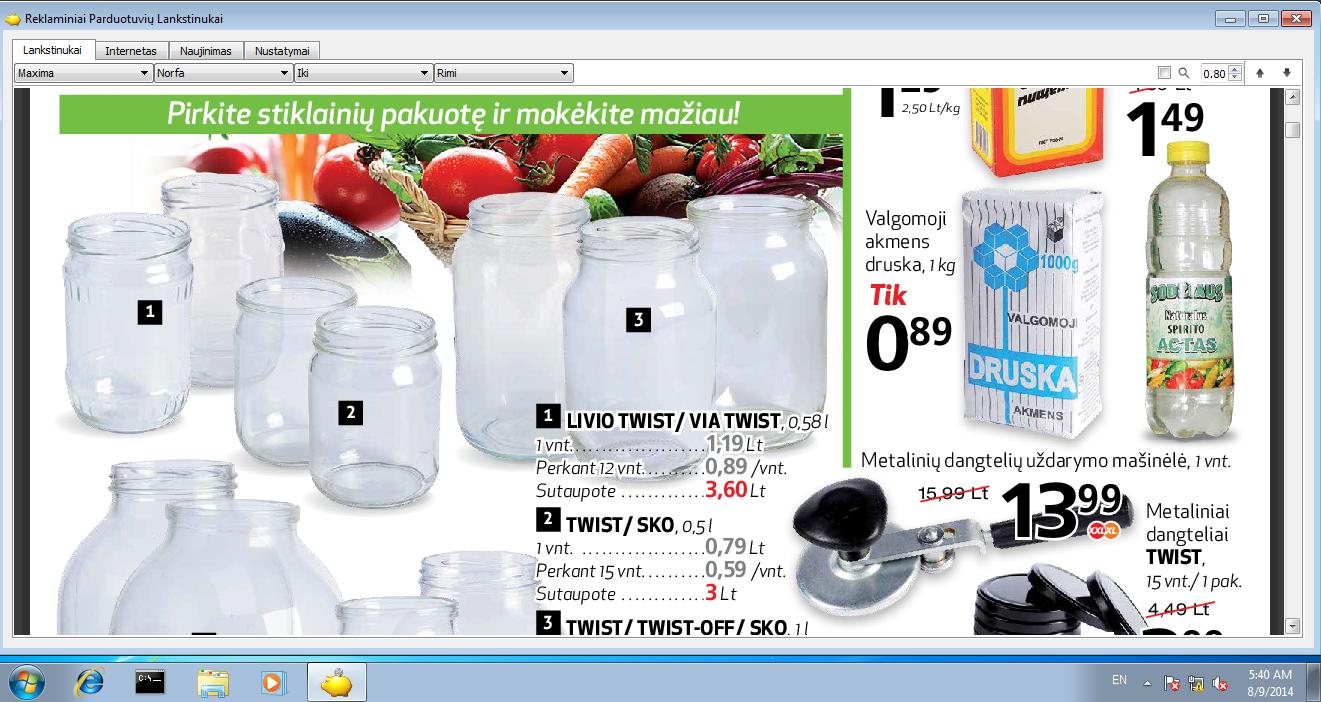 Reklaminiai Parduotuvių Lankstinukai
Lankstinukai Internetas Naujinimas Nustatymai
Maxima Norfa Iki Rimi 0.80
Pirkite stiklainių pakuotę ir mokėkite mažiau!
2,50 Lt/kg
1 49
Valgomoji
akmens
druska, 1 kg
Tik
0 89
1000g
VALGOMOJI
DRUSKA
AKMENS
SODŽIAUS
Natūralus
SPIRITO
ACTAS
1
2
3
1 LIVIO TWIST/ VIA TWIST, 0,58 l
1 vnt. ..................... 1,19 Lt
Perkant 12 vnt. ......... 0,89 /vnt.
Sutaupote ............ 3,60 Lt
2 TWIST/ SKO, 0,5 l
1 vnt. ................... 0,79 Lt
Perkant 15 vnt. ......... 0,59 /vnt.
Sutaupote ............ 3 Lt
3 TWIST/ TWIST-OFF/ SKO, 1 l
Metalinių dangtelių uždarymo mašinėlė, 1 vnt.
15,99 Lt
13 99
XXL XL
Metaliniai
dangteliai
TWIST,
15 vnt./ 1 pak.
4,49 Lt
EN
5:40 AM
8/9/2014